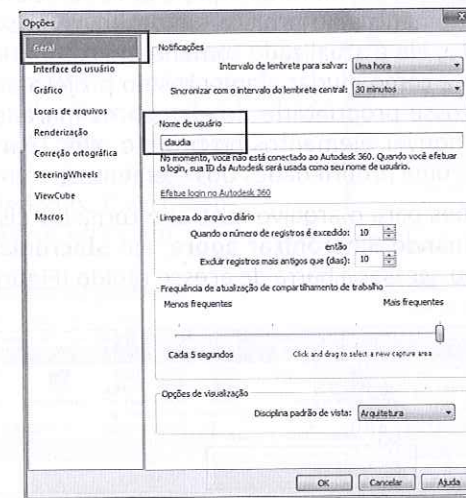 Opções
Geral
Interface do usuário
Gráfico
Locais de arquivos
Renderização
Correção ortográfica
SteeringWheels
ViewCube
Macros
Notificações
Intervalo de lembrete para salvar: Uma hora
Sincronizar com o intervalo do lembrete central: 30 minutos
Nome de usuário
claudia
No momento, você não está conectado ao Autodesk 360. Quando você efetuar
o login, sua ID da Autodesk será usada como seu nome de usuário.
Efetue login no Autodesk 360
Limpeza do arquivo diário
Quando o número de registros é excedido: 10
então
Excluir registros mais antigos que (dias): 10
Frequência de atualização de compartilhamento de trabalho
Menos frequentes Mais frequentes
Cada 5 segundos Click and drag to select a new capture area
Opções de visualização
Disciplina padrão de vista: Arquitetura
OK Cancelar Ajuda